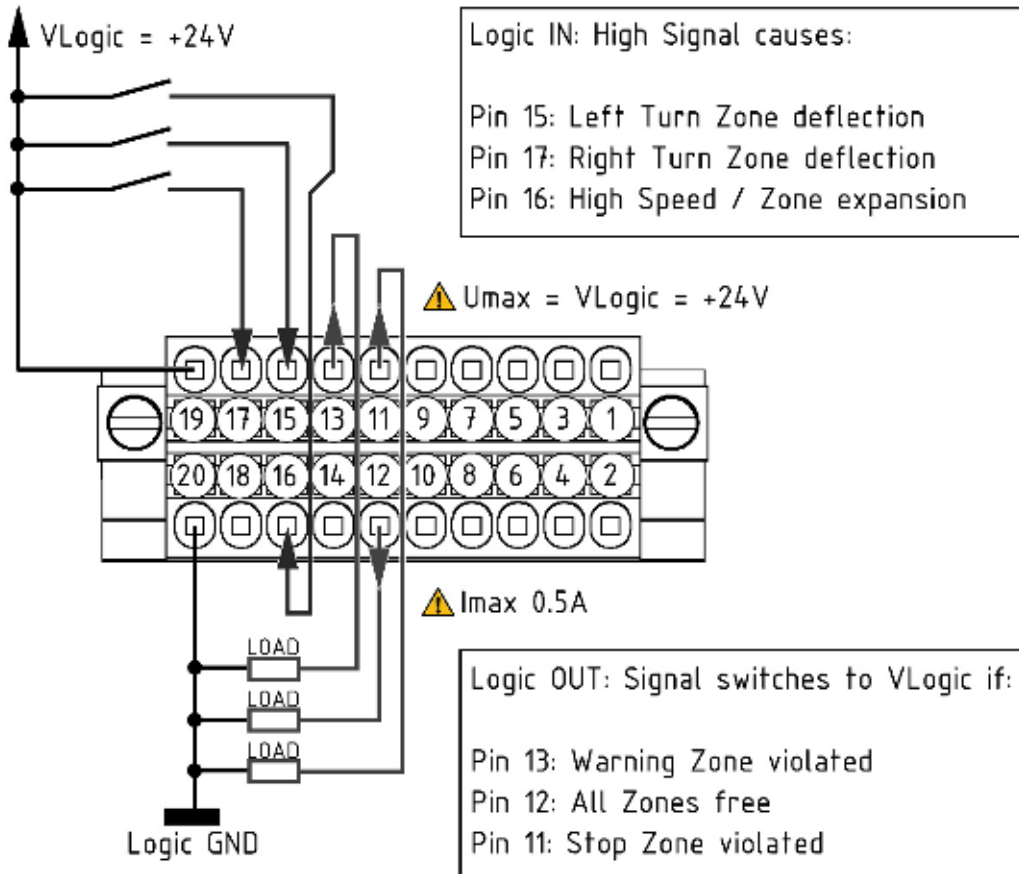 VLogic = +24V
Logic IN: High Signal causes:
Pin 15: Left Turn Zone deflection
Pin 17: Right Turn Zone deflection
Pin 16: High Speed / Zone expansion
Umax = VLogic = +24V
19 17 15 13 11 9 7 5 3 1
20 18 16 14 12 10 8 6 4 2
Imax 0.5A
LOAD
LOAD
LOAD
Logic GND
Logic OUT: Signal switches to VLogic if:
Pin 13: Warning Zone violated
Pin 12: All Zones free
Pin 11: Stop Zone violated